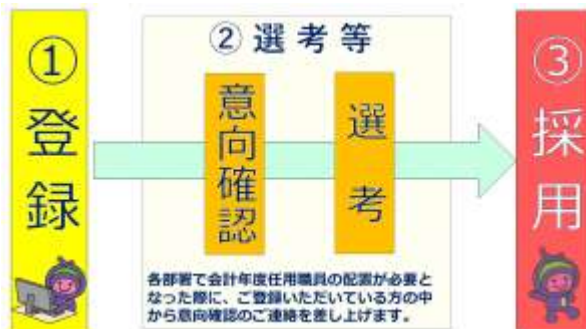 ①登録
②選考等
意向確認
選考
各部署で会計年度任用職員の配置が必要と
なった際に、ご登録いただいている方の中
から意向確認のご連絡を差し上げます。
③採用